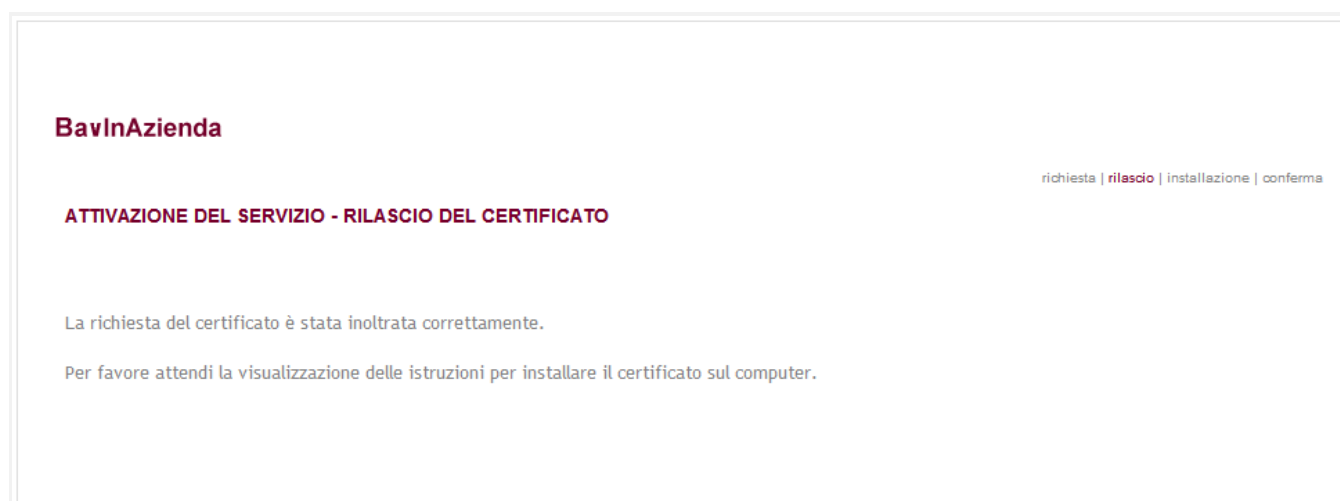 BavInAzienda
richiesta | rilascio | installazione | conferma
ATTIVAZIONE DEL SERVIZIO - RILASCIO DEL CERTIFICATO
La richiesta del certificato è stata inoltrata correttamente.
Per favore attendi la visualizzazione delle istruzioni per installare il certificato sul computer.